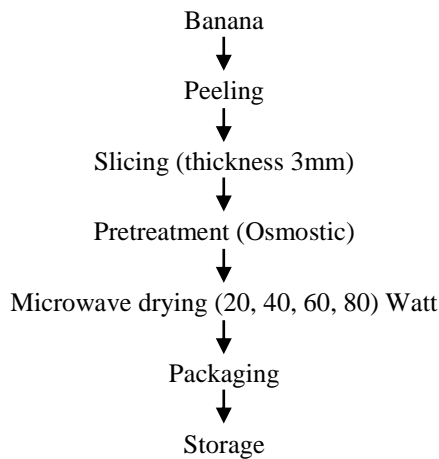 Banana
Peeling
Slicing (thickness 3mm)
Pretreatment (Osmostic)
Microwave drying (20, 40, 60, 80) Watt
Packaging
Storage